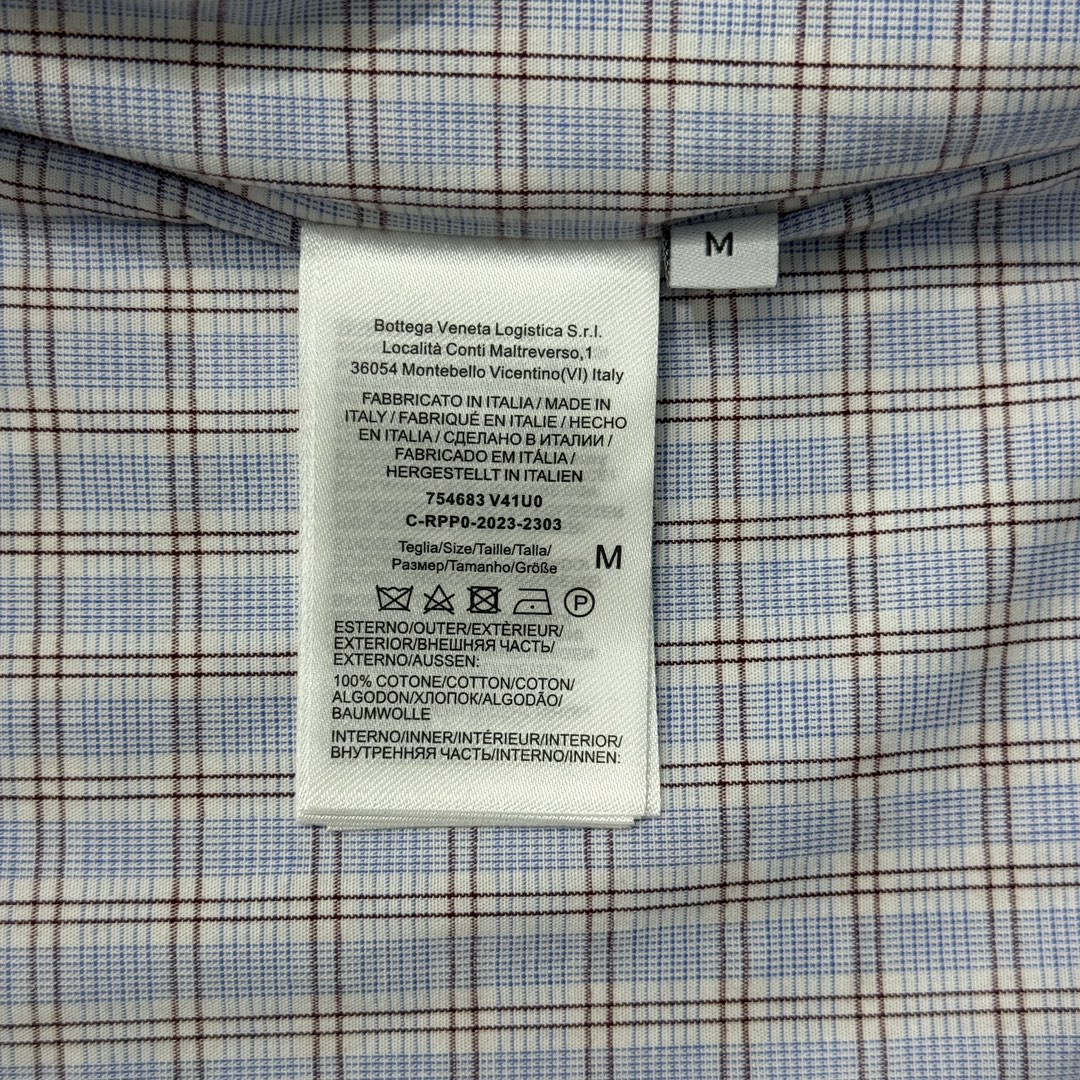 M
Bottega Veneta Logistica S.r.l.
Località Conti Maltreverso,1
36054 Montebello Vicentino(VI) Italy
FABBRICATO IN ITALIA / MADE IN
ITALY / FABRIQUÉ EN ITALIE / HECHO
EN ITALIA / СДЕЛАНО В ИТАЛИИ /
FABRICADO EM ITÁLIA /
HERGESTELLT IN ITALIEN
754683 V41U0
C-RPP0-2023-2303
Teglia/Size/Taille/Talla/
Размер/Tamanho/Größe
M
P
ESTERNO/OUTER/EXTÈRIEUR/
EXTERIOR/ВНЕШНЯЯ ЧАСТЬ/
EXTERNO/AUSSEN:
100% COTONE/COTTON/COTON/
ALGODON/ХЛОПОК/ALGODÃO/
BAUMWOLLE
INTERNO/INNER/INTÉRIEUR/INTERIOR/
ВНУТРЕННЯЯ ЧАСТЬ/INTERNO/INNEN: